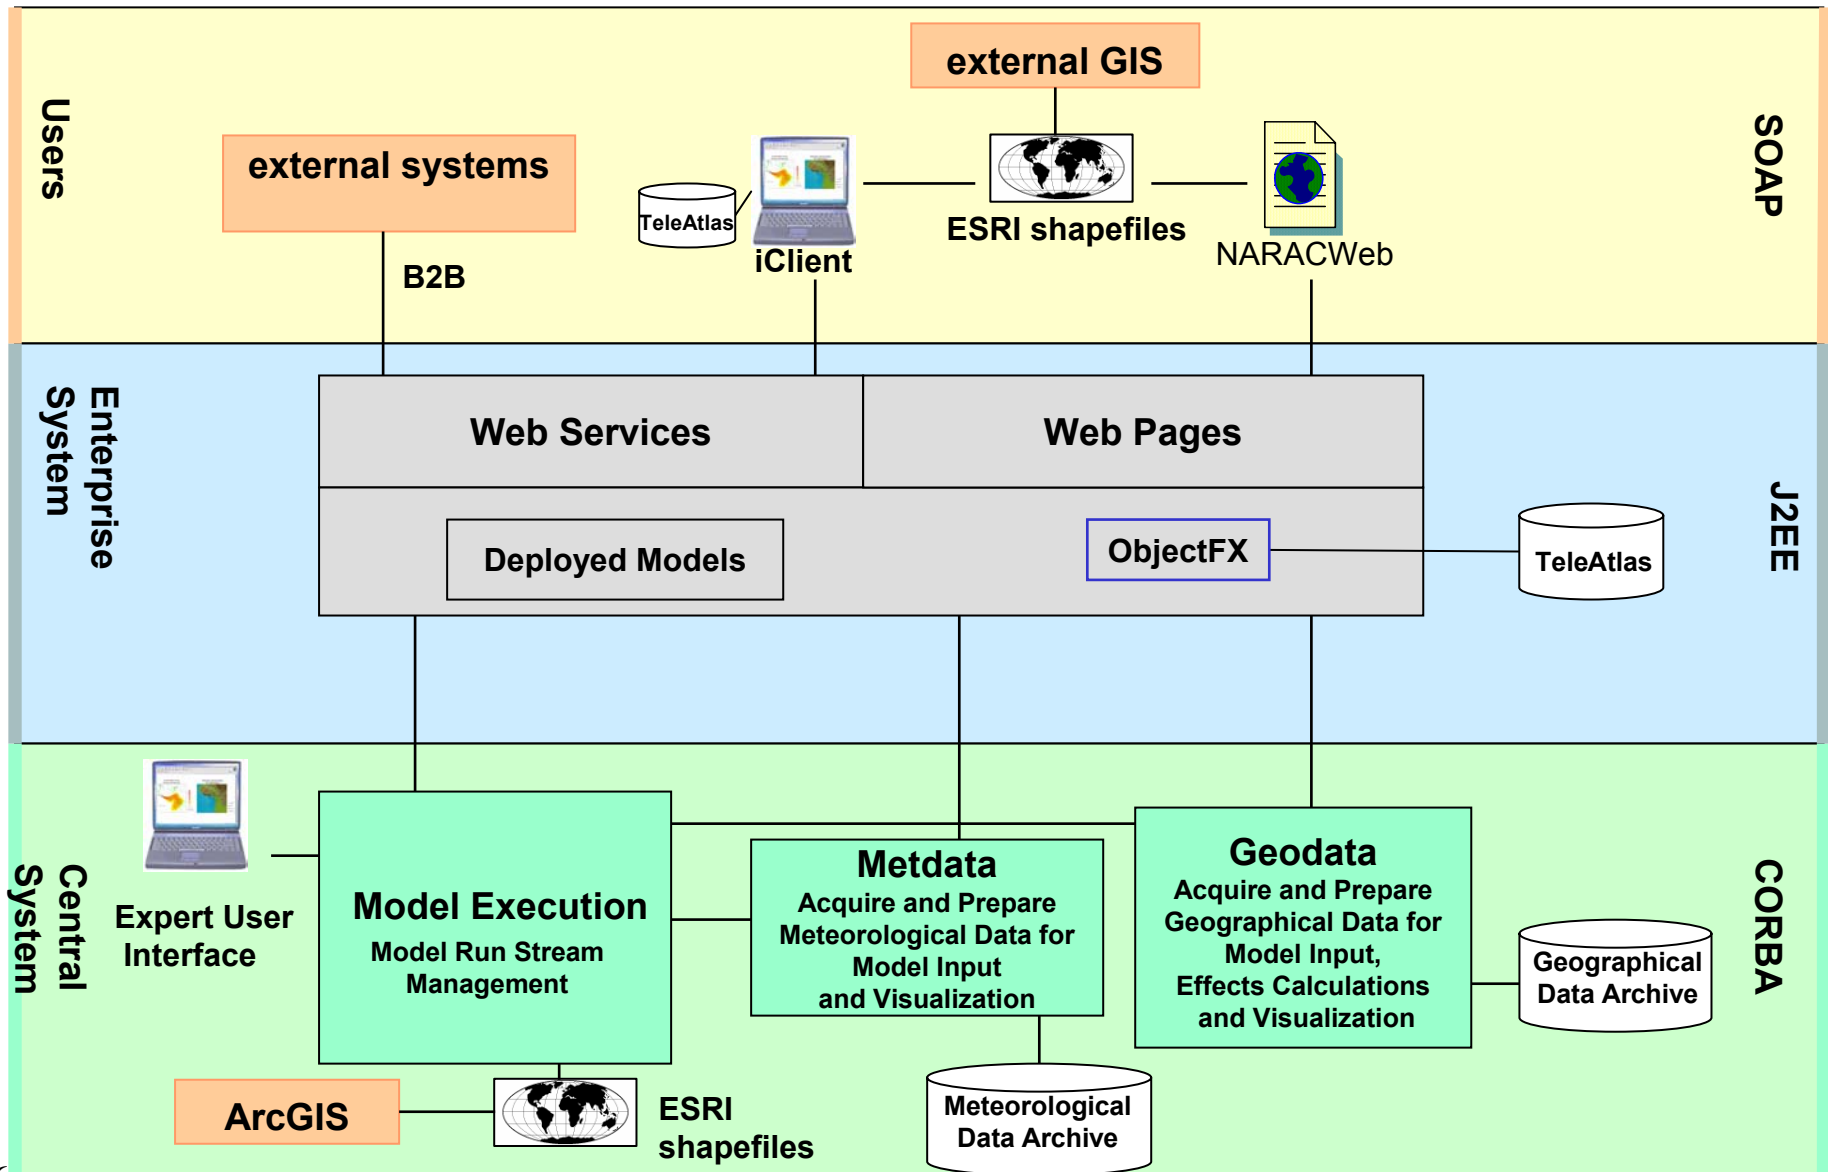 external GIS
Users
SOAP
external systems
TeleAtlas
iClient
ESRI shapefiles
NARACWeb
B2B
Enterprise
System
J2EE
Web Services
Web Pages
Deployed Models
ObjectFX
TeleAtlas
Central
System
CORBA
Expert User
Interface
Model Execution
Model Run Stream
Management
Metdata
Acquire and Prepare
Meteorological Data for
Model Input
and Visualization
Geodata
Acquire and Prepare
Geographical Data for
Model Input,
Effects Calculations
and Visualization
Geographical
Data Archive
ArcGIS
ESRI
shapefiles
Meteorological
Data Archive